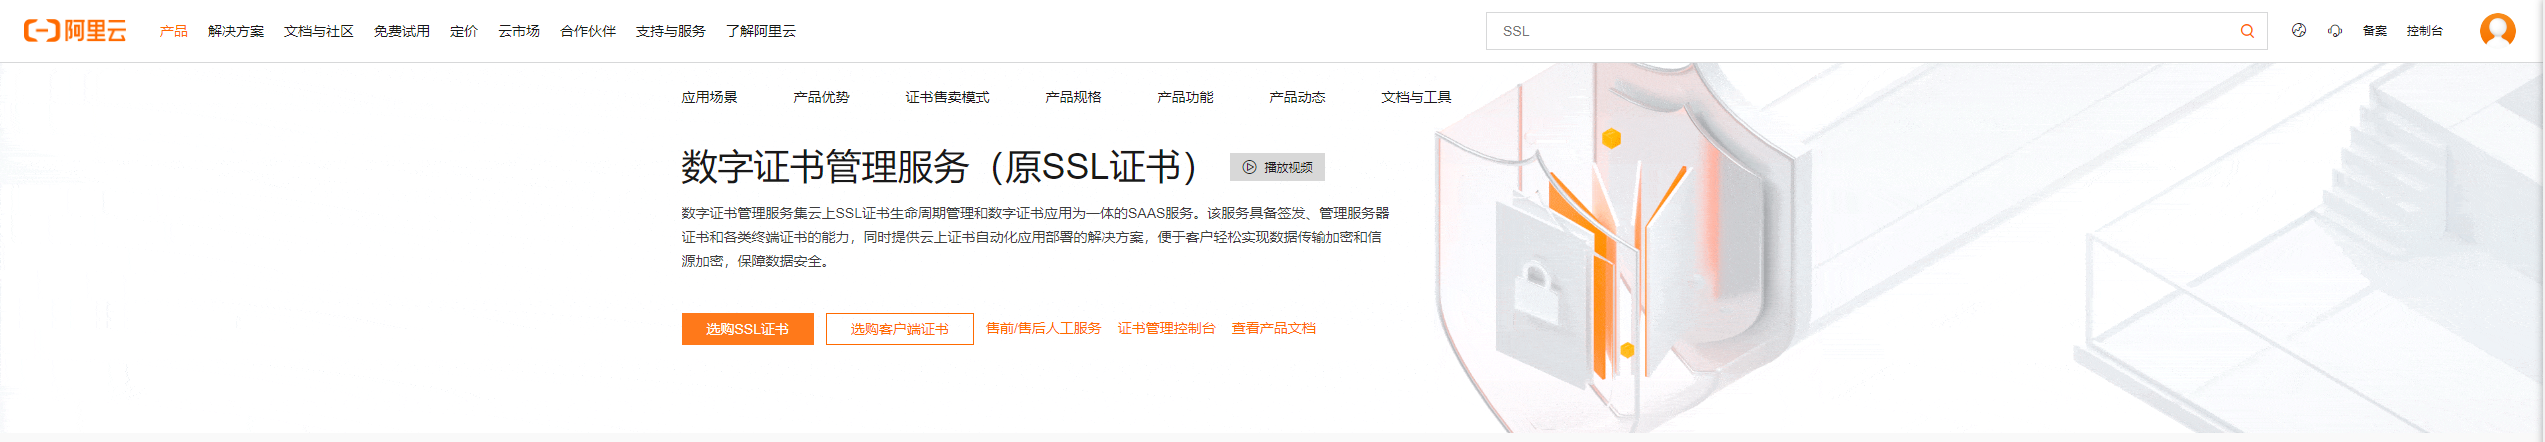 阿里云 产品 解决方案 文档与社区 免费试用 定价 云市场 合作伙伴 支持与服务 了解阿里云 SSL 备案 控制台
应用场景 产品优势 证书售卖模式 产品规格 产品功能 产品动态 文档与工具
数字证书管理服务（原SSL证书） 播放视频
数字证书管理服务集云上SSL证书生命周期管理和数字证书应用为一体的SAAS服务。该服务具备签发、管理服务器
证书和各类终端证书的能力，同时提供云上证书自动化应用部署的解决方案，便于客户轻松实现数据传输加密和信
源加密，保障数据安全。
选购SSL证书 选购客户端证书 售前/售后人工服务 证书管理控制台 查看产品文档